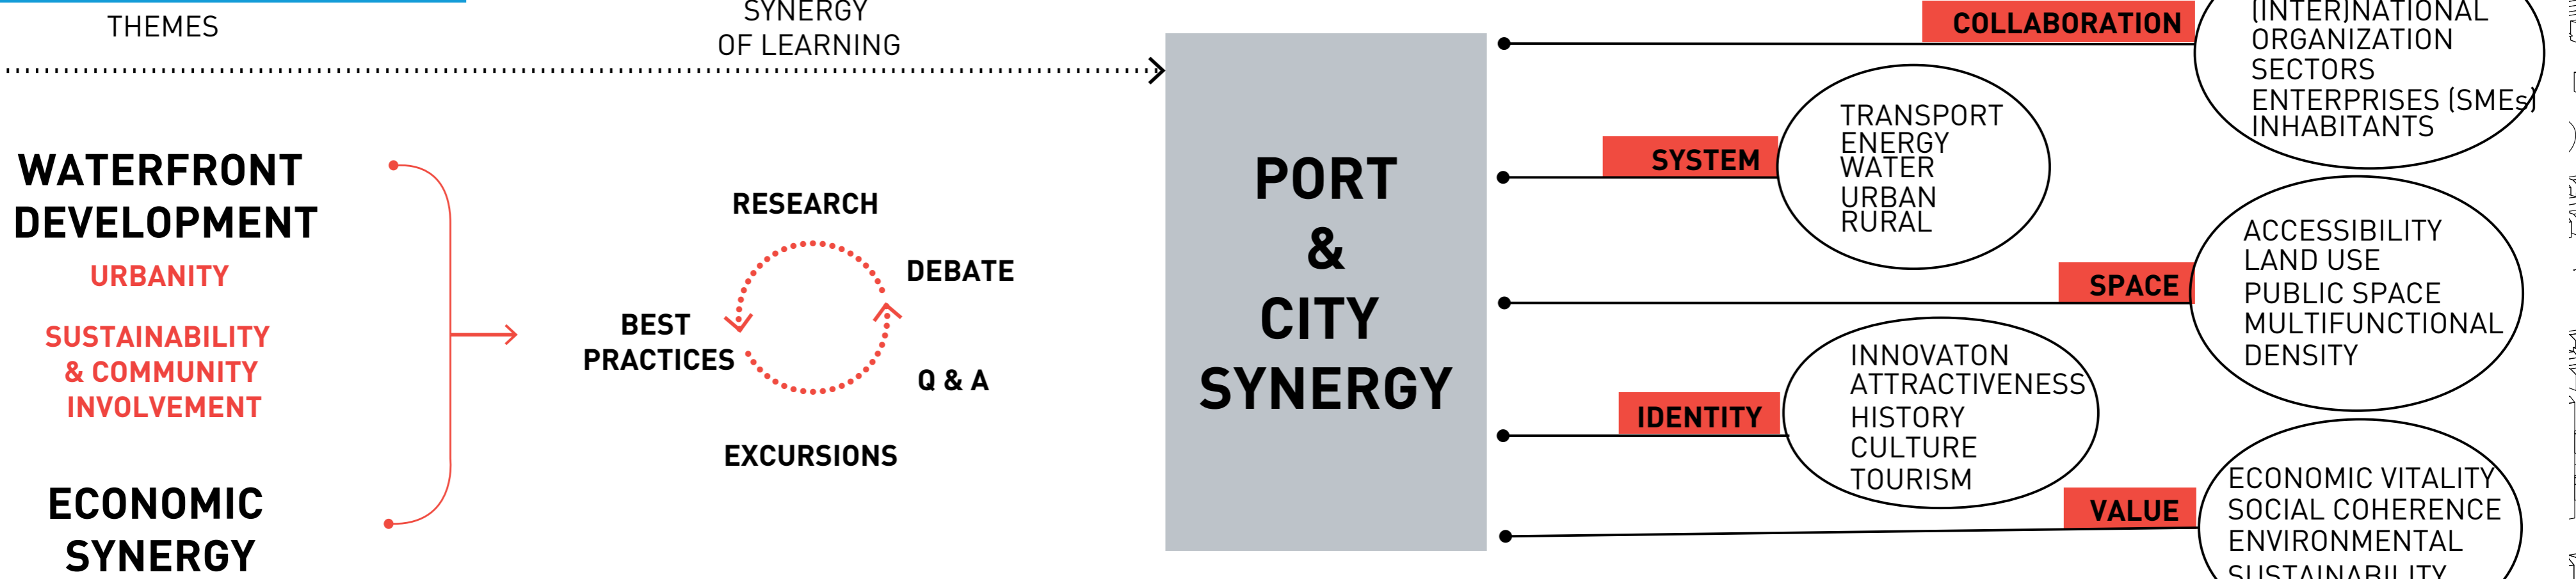 THEMES
SYNERGY
OF LEARNING
WATERFRONT
DEVELOPMENT
URBANITY
SUSTAINABILITY
& COMMUNITY
INVOLVEMENT
ECONOMIC
SYNERGY
RESEARCH
DEBATE
BEST
PRACTICES
Q & A
EXCURSIONS
PORT
&
CITY
SYNERGY
COLLABORATION
(INTER)NATIONAL
ORGANIZATION
SECTORS
ENTERPRISES (SMEs)
INHABITANTS
SYSTEM
TRANSPORT
ENERGY
WATER
URBAN
RURAL
SPACE
ACCESSIBILITY
LAND USE
PUBLIC SPACE
MULTIFUNCTIONAL
DENSITY
IDENTITY
INNOVATON
ATTRACTIVENESS
HISTORY
CULTURE
TOURISM
VALUE
ECONOMIC VITALITY
SOCIAL COHERENCE
ENVIRONMENTAL
SUSTAINABILITY